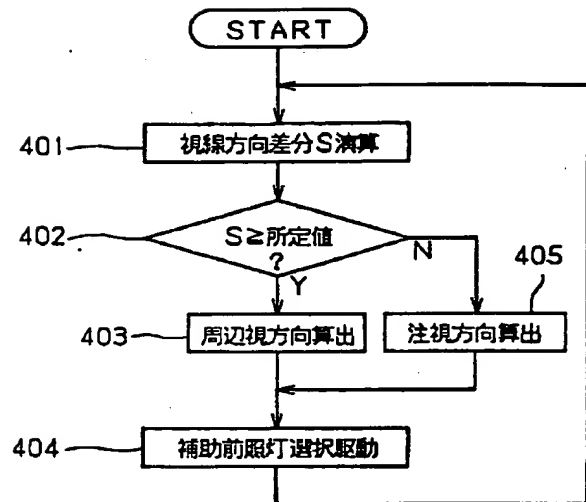 START
401
視線方向差分S演算
402
S≥所定値
?
N
Y
405
403
周辺視方向算出
注視方向算出
404
補助前照灯選択駆動